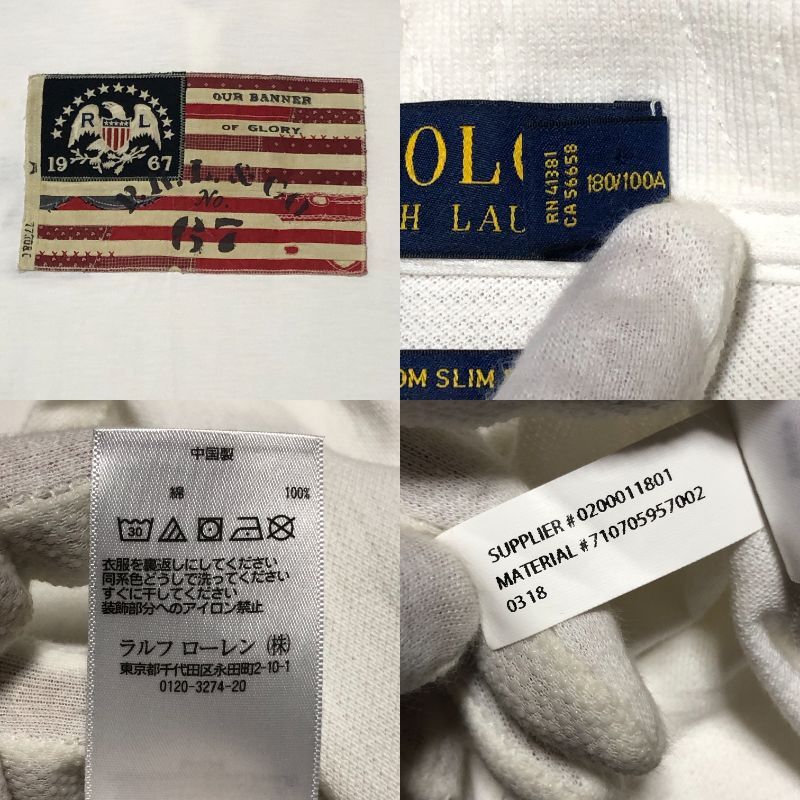 OUR BANNER
OF GLORY
R L
1967
R.R.L. & CO
No.
67
OLO
H LAU
RN 41381
CA 56658
180/100A
OM SLIM
中国製
綿 100%
30
衣服を裏返しにしてください
同系色どうしで洗ってください
すぐに干してください
装飾部分へのアイロン禁止
ラルフ ローレン (株)
東京都千代田区永田町2-10-1
0120-3274-20
SUPPLIER # 0200011801
MATERIAL # 710705957002
0318